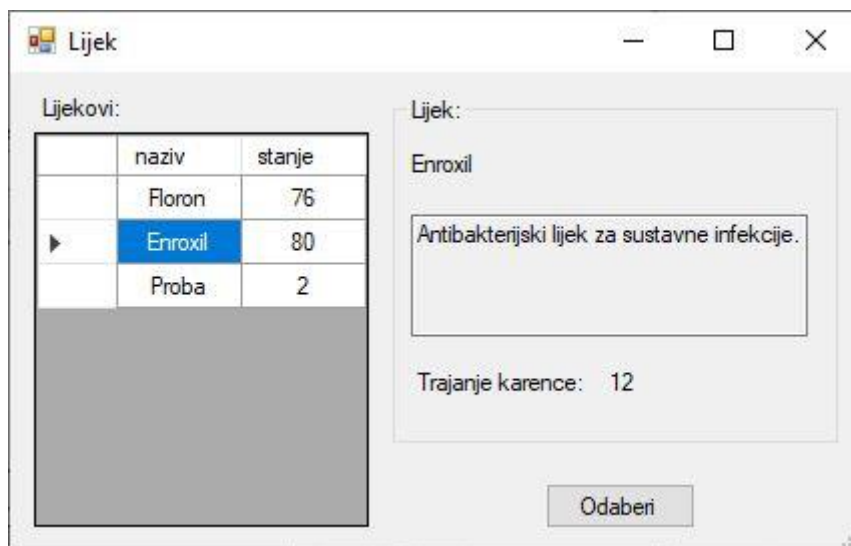 Lijek
Lijekovi:
naziv stanje
Floron 76
Enroxil 80
Proba 2
Lijek:
Enroxil
Antibakterijski lijek za sustavne infekcije.
Trajanje karence: 12
Odaberi